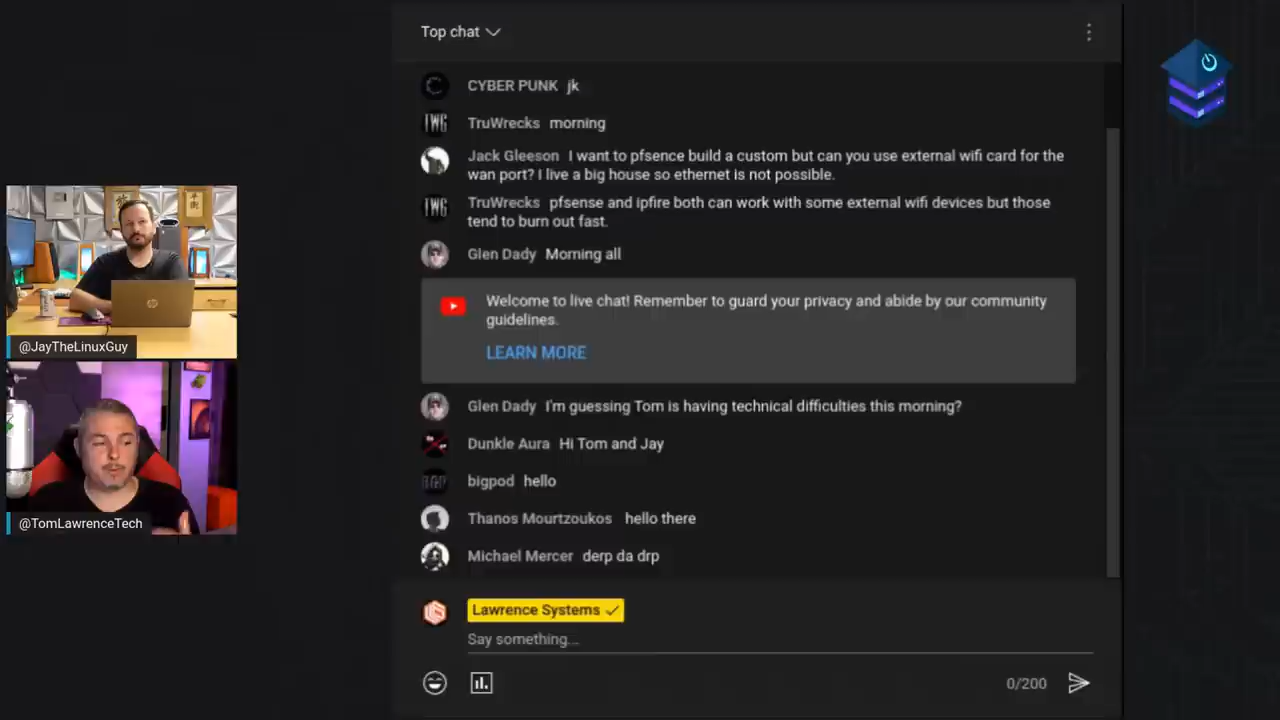 Top chat
CYBER PUNK jk
TruWrecks morning
Jack Gleeson I want to pfsence build a custom but can you use external wifi card for the
wan port? I live a big house so ethernet is not possible.
TruWrecks pfsense and ipfire both can work with some external wifi devices but those
tend to burn out fast.
Glen Dady Morning all
Welcome to live chat! Remember to guard your privacy and abide by our community
guidelines.
LEARN MORE
@JayTheLinuxGuy
Glen Dady I'm guessing Tom is having technical difficulties this morning?
Dunkle Aura Hi Tom and Jay
bigpod hello
Thanos Mourtzoukos hello there
@TomLawrenceTech
Michael Mercer derp da drp
Lawrence Systems
Say something...
0/200